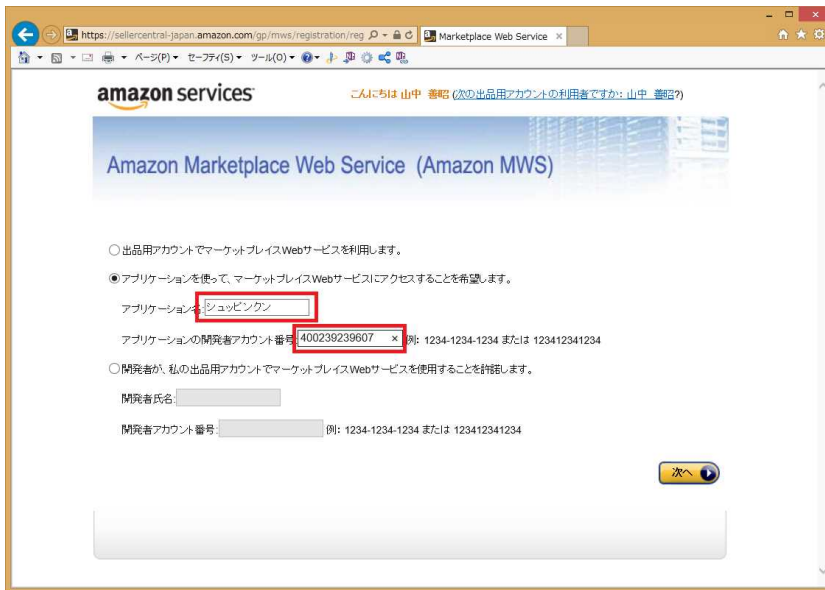 https://sellercentral-japan.amazon.com/gp/mws/registration/reg
Marketplace Web Service
ページ(P) セーフティ(S) ツール(O)
amazon services
こんにちは 山中 善昭 (次の出品用アカウントの利用者ですか: 山中 善昭?)
Amazon Marketplace Web Service (Amazon MWS)
出品用アカウントでマーケットプレイスWebサービスを利用します。
アプリケーションを使って、マーケットプレイスWebサービスにアクセスすることを希望します。
アプリケーション名: シュッピンクン
アプリケーションの開発者アカウント番号: 400239239607 × 例: 1234-1234-1234 または 123412341234
開発者が、私の出品用アカウントでマーケットプレイスWebサービスを使用することを許諾します。
開発者氏名:
開発者アカウント番号: 例: 1234-1234-1234 または 123412341234
次へ